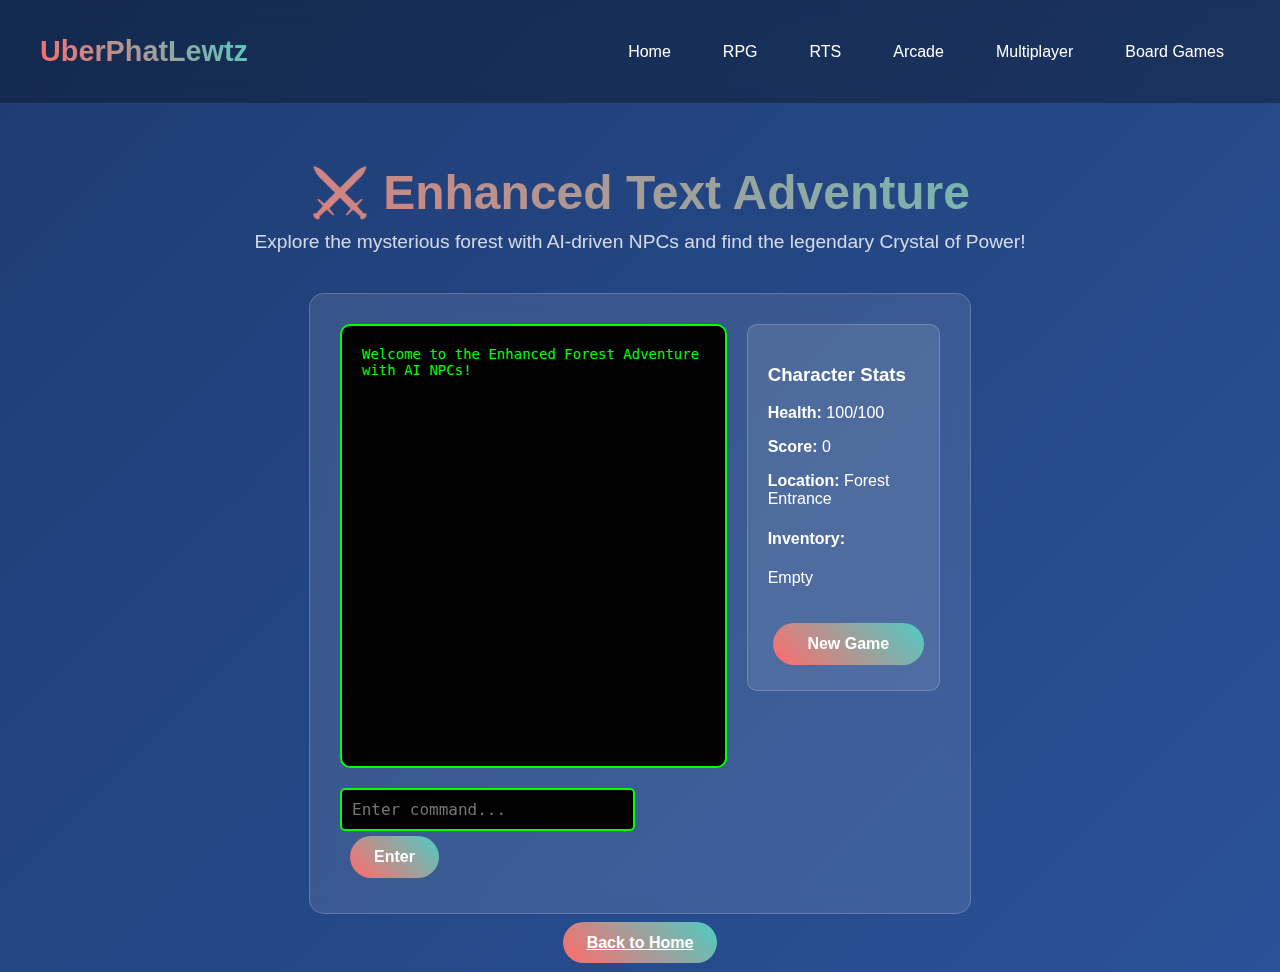 UberPhatLewtz
Home RPG RTS Arcade Multiplayer Board Games
⚔️ Enhanced Text Adventure
Explore the mysterious forest with AI-driven NPCs and find the legendary Crystal of Power!
Welcome to the Enhanced Forest Adventure
with AI NPCs!
Character Stats
Health: 100/100
Score: 0
Location: Forest
Entrance
Inventory:
Empty
New Game
Enter command...
Enter
Back to Home